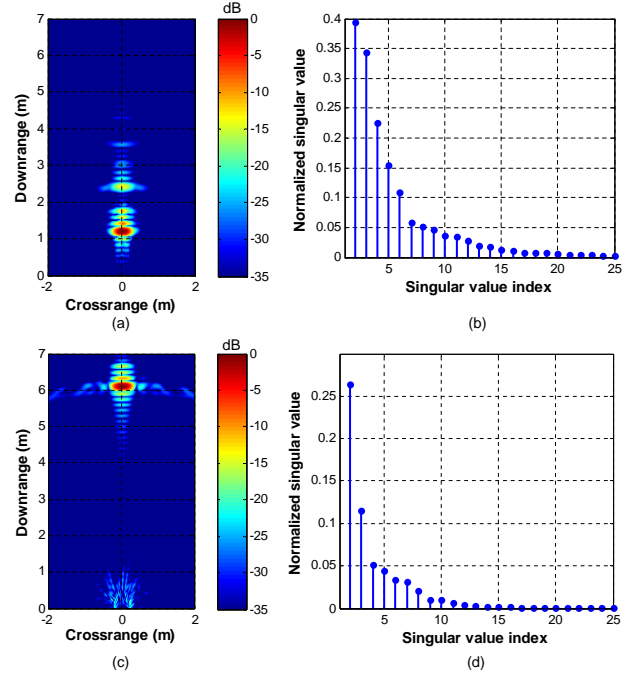 dB
7
6
5
4
3
2
1
0
Downrange (m)
-2 0 2
Crossrange (m)
0
-5
-10
-15
-20
-25
-30
-35
(a)
0.4
0.35
0.3
0.25
0.2
0.15
0.1
0.05
0
Normalized singular value
5 10 15 20 25
Singular value index
(b)
dB
7
6
5
4
3
2
1
0
Downrange (m)
-2 0 2
Crossrange (m)
0
-5
-10
-15
-20
-25
-30
-35
(c)
0.25
0.2
0.15
0.1
0.05
0
Normalized singular value
5 10 15 20 25
Singular value index
(d)